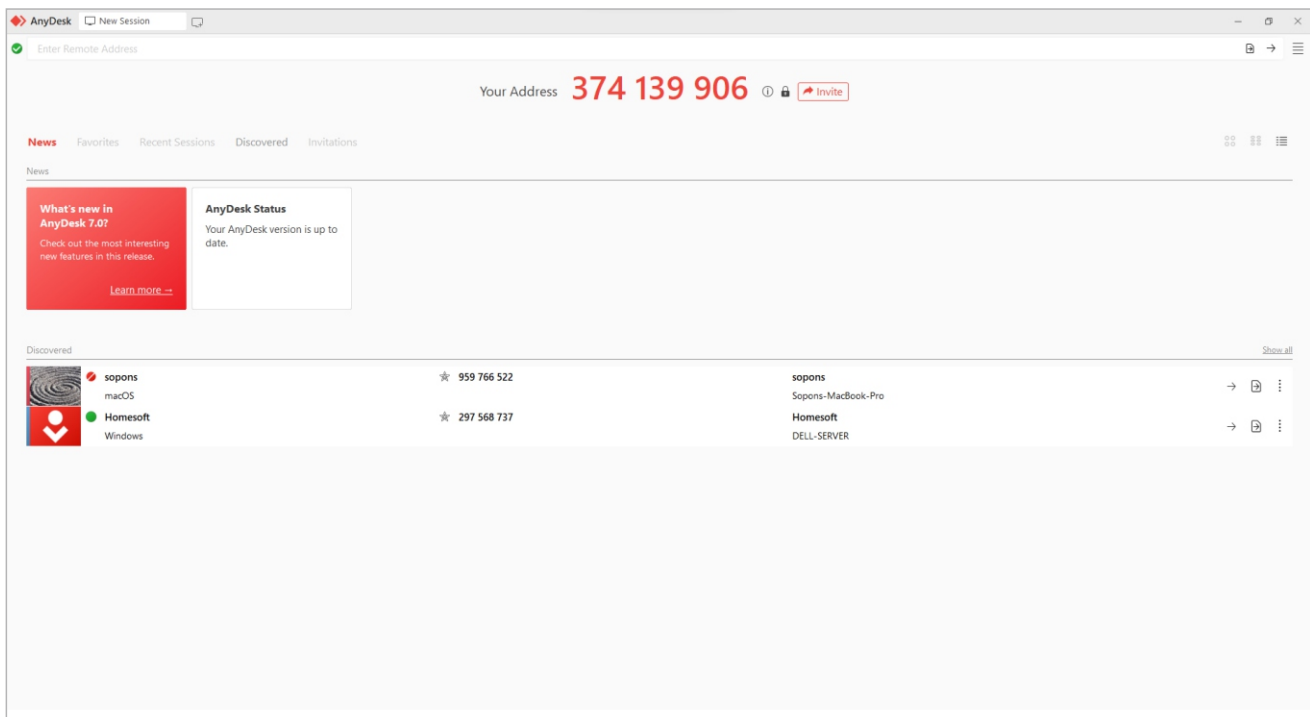 AnyDesk New Session
Enter Remote Address
Your Address 374 139 906 Invite
News Favorites Recent Sessions Discovered Invitations
News
What's new in
AnyDesk 7.0?
Check out the most interesting
new features in this release.
Learn more →
AnyDesk Status
Your AnyDesk version is up to
date.
Discovered Show all
sopons 959 766 522 sopons
macOS Sopons-MacBook-Pro
Homesoft 297 568 737 Homesoft
Windows DELL-SERVER